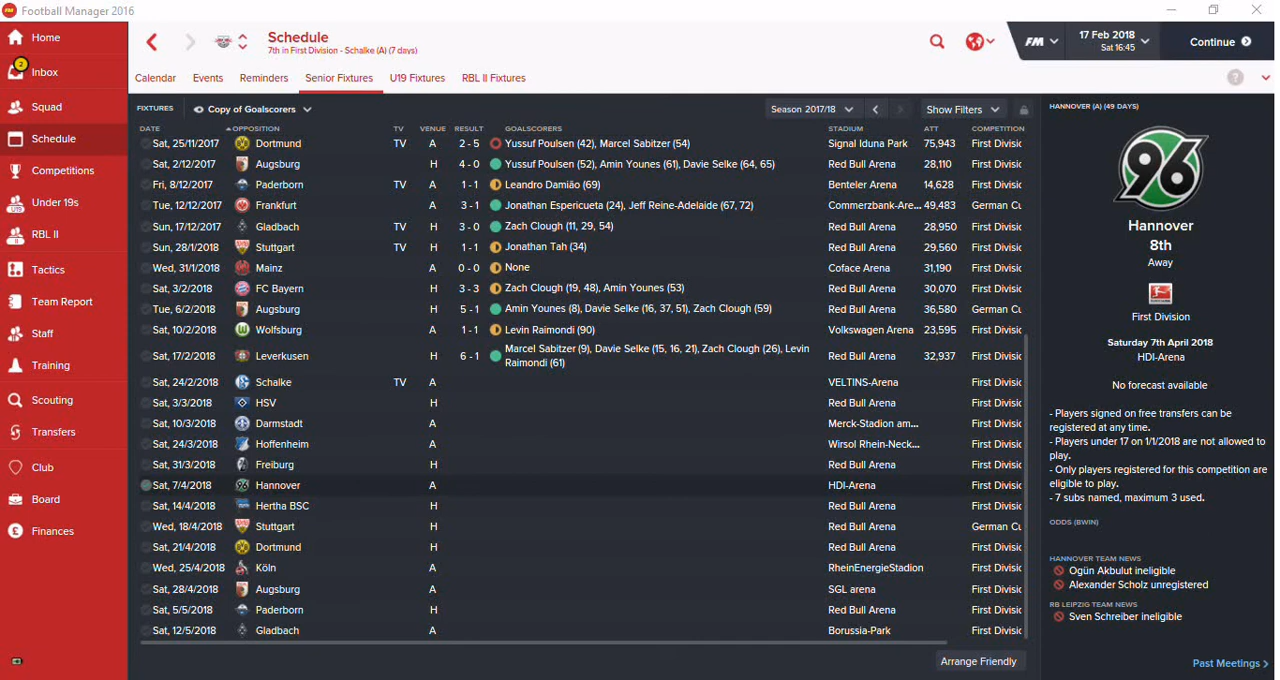 Football Manager 2016
Home
2
Inbox
Squad
Schedule
Competitions
Under 19s
RBL II
Tactics
Team Report
Staff
Training
Scouting
Transfers
Club
Board
Finances
Schedule
7th in First Division - Schalke (A) (7 days)
FM
17 Feb 2018
Sat 16:45
Continue
Calendar Events Reminders Senior Fixtures U19 Fixtures RBL II Fixtures
FIXTURES Copy of Goalscorers Season 2017/18 Show Filters
DATE OPPOSITION TV VENUE RESULT GOALSCORERS STADIUM ATT COMPETITION
Sat, 25/11/2017 Dortmund TV A 2 - 5 Yussuf Poulsen (42), Marcel Sabitzer (54) Signal Iduna Park 75,943 First Divisic
Sat, 2/12/2017 Augsburg H 4 - 0 Yussuf Poulsen (52), Amin Younes (61), Davie Selke (64, 65) Red Bull Arena 28,110 First Divisic
Fri, 8/12/2017 Paderborn TV A 1 - 1 Leandro Damião (69) Benteler Arena 14,628 First Divisic
Tue, 12/12/2017 Frankfurt A 3 - 1 Jonathan Espericueta (24), Jeff Reine-Adelaide (67, 72) Commerzbank-Are... 49,483 German Cu
Sun, 17/12/2017 Gladbach TV H 3 - 0 Zach Clough (11, 29, 54) Red Bull Arena 28,950 First Divisic
Sun, 28/1/2018 Stuttgart TV H 1 - 1 Jonathan Tah (34) Red Bull Arena 29,560 First Divisic
Wed, 31/1/2018 Mainz A 0 - 0 None Coface Arena 31,190 First Divisic
Sat, 3/2/2018 FC Bayern H 3 - 3 Zach Clough (19, 48), Amin Younes (53) Red Bull Arena 30,070 First Divisic
Tue, 6/2/2018 Augsburg H 5 - 1 Amin Younes (8), Davie Selke (16, 37, 51), Zach Clough (59) Red Bull Arena 36,580 German Cu
Sat, 10/2/2018 Wolfsburg A 1 - 1 Levin Raimondi (90) Volkswagen Arena 23,595 First Divisic
Sat, 17/2/2018 Leverkusen H 6 - 1 Marcel Sabitzer (9), Davie Selke (15, 16, 21), Zach Clough (26), Levin Raimondi (61) Red Bull Arena 32,937 First Divisic
Sat, 24/2/2018 Schalke TV A VELTINS-Arena First Divisic
Sat, 3/3/2018 HSV H Red Bull Arena First Divisic
Sat, 10/3/2018 Darmstadt A Merck-Stadion am... First Divisic
Sat, 24/3/2018 Hoffenheim A Wirsol Rhein-Neck... First Divisic
Sat, 31/3/2018 Freiburg H Red Bull Arena First Divisic
Sat, 7/4/2018 Hannover A HDI-Arena First Divisic
Sat, 14/4/2018 Hertha BSC H Red Bull Arena First Divisic
Wed, 18/4/2018 Stuttgart H Red Bull Arena German Cu
Sat, 21/4/2018 Dortmund H Red Bull Arena First Divisic
Wed, 25/4/2018 Köln A RheinEnergieStadion First Divisic
Sat, 28/4/2018 Augsburg A SGL arena First Divisic
Sat, 5/5/2018 Paderborn H Red Bull Arena First Divisic
Sat, 12/5/2018 Gladbach A Borussia-Park First Divisic
Arrange Friendly
HANNOVER (A) (49 DAYS)
96
Hannover
8th
Away
First Division
Saturday 7th April 2018
HDI-Arena
No forecast available
- Players signed on free transfers can be
registered at any time.
- Players under 17 on 1/1/2018 are not allowed to
play.
- Only players registered for this competition are
eligible to play.
- 7 subs named, maximum 3 used.
ODDS (BWIN)
HANNOVER TEAM NEWS
Ogün Akbulut ineligible
Alexander Scholz unregistered
RB LEIPZIG TEAM NEWS
Sven Schreiber ineligible
Past Meetings >